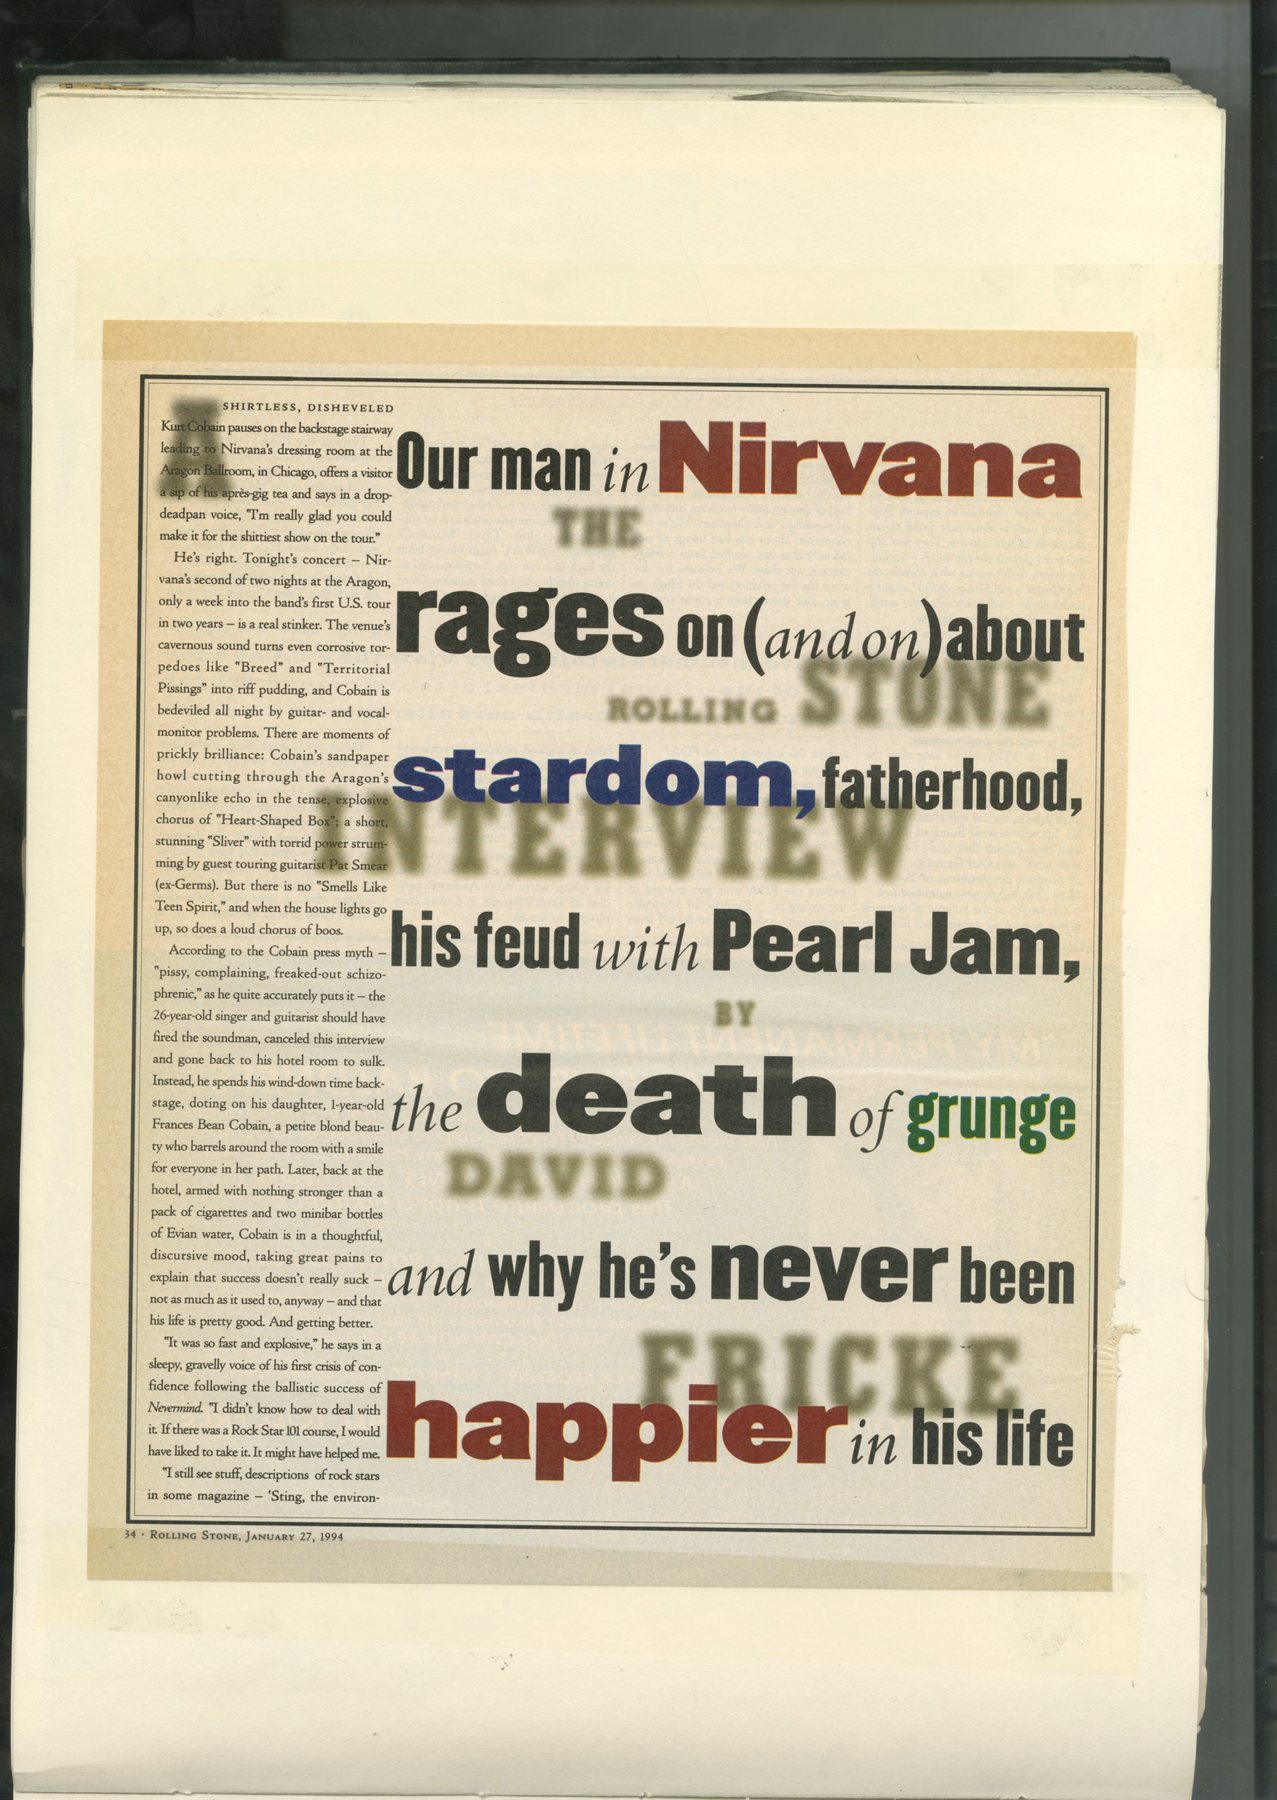 A SHIRTLESS, DISHEVELED
Kurt Cobain pauses on the backstage stairway
leading to Nirvana's dressing room at the
Aragon Ballroom, in Chicago, offers a visitor
a sip of his après-gig tea and says in a drop-
deadpan voice, "I'm really glad you could
make it for the shittiest show on the tour."
He's right. Tonight's concert – Nir-
vana's second of two nights at the Aragon,
only a week into the band's first U.S. tour
in two years – is a real stinker. The venue's
cavernous sound turns even corrosive tor-
pedoes like "Breed" and "Territorial
Pissings" into riff pudding, and Cobain is
bedeviled all night by guitar- and vocal-
monitor problems. There are moments of
prickly brilliance: Cobain's sandpaper
howl cutting through the Aragon's
canyonlike echo in the tense, explosive
chorus of "Heart-Shaped Box"; a short,
stunning "Sliver" with torrid power strum-
ming by guest touring guitarist Pat Smear
(ex-Germs). But there is no "Smells Like
Teen Spirit," and when the house lights go
up, so does a loud chorus of boos.
According to the Cobain press myth –
"pissy, complaining, freaked-out schizo-
phrenic," as he quite accurately puts it – the
26-year-old singer and guitarist should have
fired the soundman, canceled this interview
and gone back to his hotel room to sulk.
Instead, he spends his wind-down time back-
stage, doting on his daughter, 1-year-old
Frances Bean Cobain, a petite blond beau-
ty who barrels around the room with a smile
for everyone in her path. Later, back at the
hotel, armed with nothing stronger than a
pack of cigarettes and two minibar bottles
of Evian water, Cobain is in a thoughtful,
discursive mood, taking great pains to
explain that success doesn't really suck –
not as much as it used to, anyway – and that
his life is pretty good. And getting better.
"It was so fast and explosive," he says in a
sleepy, gravelly voice of his first crisis of con-
fidence following the ballistic success of
Nevermind. "I didn't know how to deal with
it. If there was a Rock Star 101 course, I would
have liked to take it. It might have helped me.
"I still see stuff, descriptions of rock stars
in some magazine – 'Sting, the environ-
Our man in Nirvana
rages on (and on) about
stardom, fatherhood,
his feud with Pearl Jam,
the death of grunge
and why he's never been
happier in his life
THE
ROLLING STONE
INTERVIEW
BY
DAVID
FRICKE
34 · ROLLING STONE, JANUARY 27, 1994